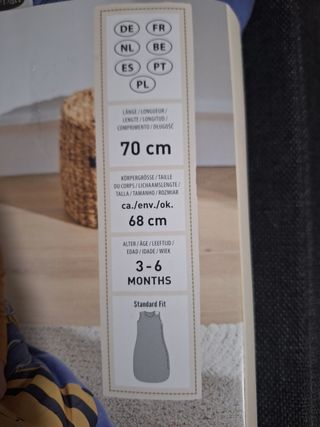 DE FR
NL BE
ES PT
PL
LÄNGE / LONGUEUR /
LENGTE / LONGITUD /
COMPRIMENTO / DŁUGOŚĆ
70 cm
KÖRPERGRÖSSE / TAILLE
DU CORPS / LICHAAMSLENGTE /
TALLA / TAMANHO / ROZMIAR
ca./env./ok.
68 cm
ALTER / ÂGE / LEEFTIJD /
EDAD / IDADE / WIEK
3 - 6
MONTHS
Standard Fit